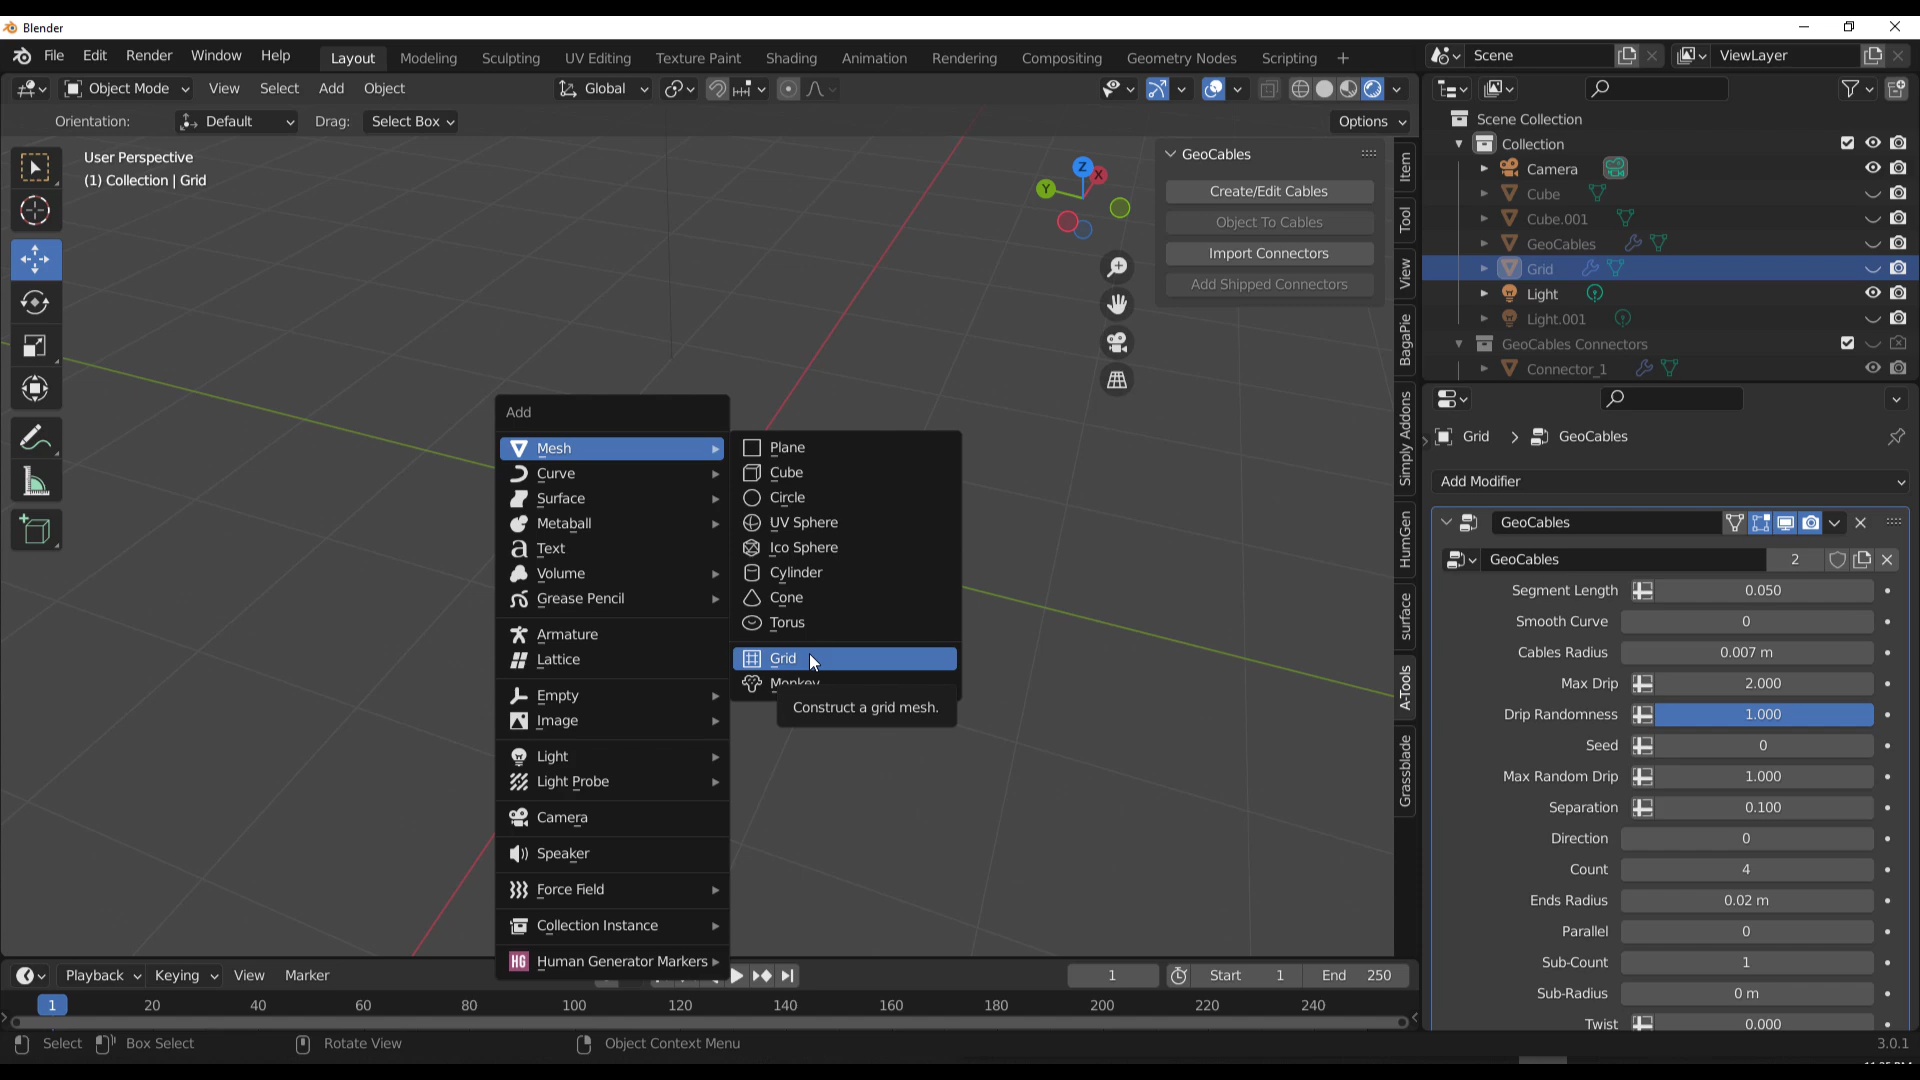 Blender
File Edit Render Window Help Layout Modeling Sculpting UV Editing Texture Paint Shading Animation Rendering Compositing Geometry Nodes Scripting +
Scene ViewLayer
Object Mode View Select Add Object Global
Orientation: Default Drag: Select Box Options
User Perspective
(1) Collection | Grid
Z
X
Y
GeoCables
Create/Edit Cables
Object To Cables
Import Connectors
Add Shipped Connectors
Item
Tool
View
BagaPie
Simply Addons
HumGen
surface
A-Tools
Grassblade
Add
Mesh
Curve
Surface
Metaball
Text
Volume
Grease Pencil
Armature
Lattice
Empty
Image
Light
Light Probe
Camera
Speaker
Force Field
Collection Instance
HG Human Generator Markers
Plane
Cube
Circle
UV Sphere
Ico Sphere
Cylinder
Cone
Torus
Grid
Monkey
Construct a grid mesh.
Scene Collection
Collection
Camera
Cube
Cube.001
GeoCables
Grid
Light
Light.001
GeoCables Connectors
Connector_1
Grid > GeoCables
Add Modifier
GeoCables
GeoCables 2
Segment Length 0.050
Smooth Curve 0
Cables Radius 0.007 m
Max Drip 2.000
Drip Randomness 1.000
Seed 0
Max Random Drip 1.000
Separation 0.100
Direction 0
Count 4
Ends Radius 0.02 m
Parallel 0
Sub-Count 1
Sub-Radius 0 m
Twist 0.000
Playback Keying View Marker 1 Start 1 End 250
1 20 40 60 80 100 120 140 160 180 200 220 240
Select Box Select Rotate View Object Context Menu 3.0.1